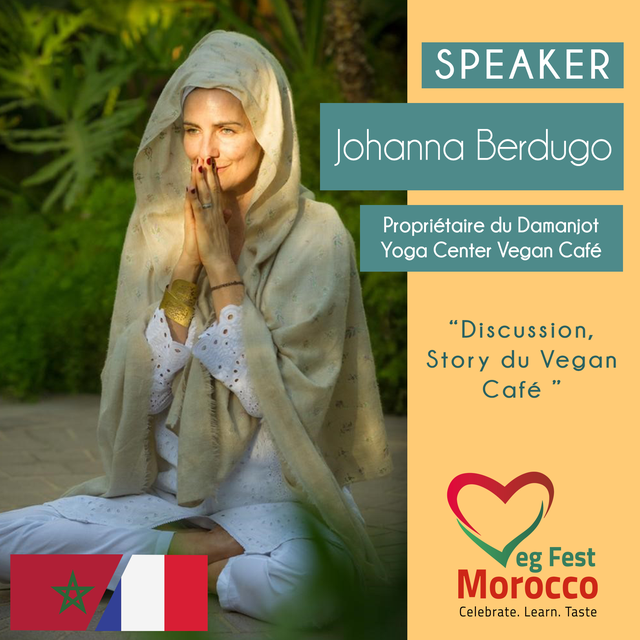 SPEAKER
Johanna Berdugo
Propriétaire du Damanjot
Yoga Center Vegan Café
“Discussion,
Story du Vegan
Café ”
Veg Fest
Morocco
Celebrate. Learn. Taste